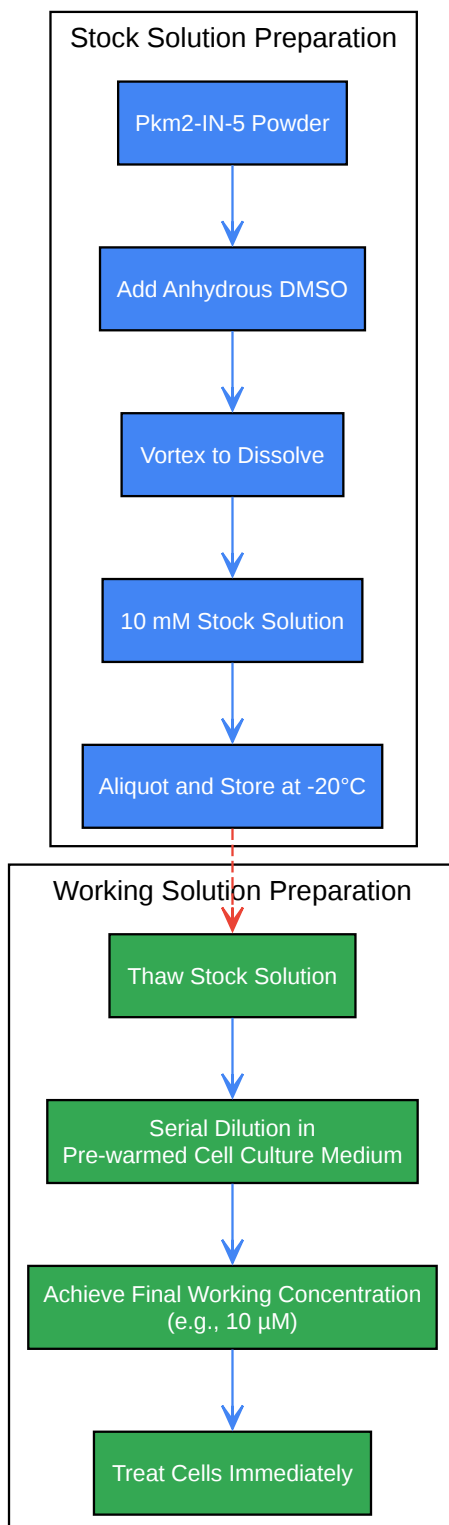 Stock Solution Preparation
Pkm2-IN-5 Powder
Add Anhydrous DMSO
Vortex to Dissolve
10 mM Stock Solution
Aliquot and Store at -20°C
Working Solution Preparation
Thaw Stock Solution
Serial Dilution in
Pre-warmed Cell Culture Medium
Achieve Final Working Concentration
(e.g., 10 µM)
Treat Cells Immediately